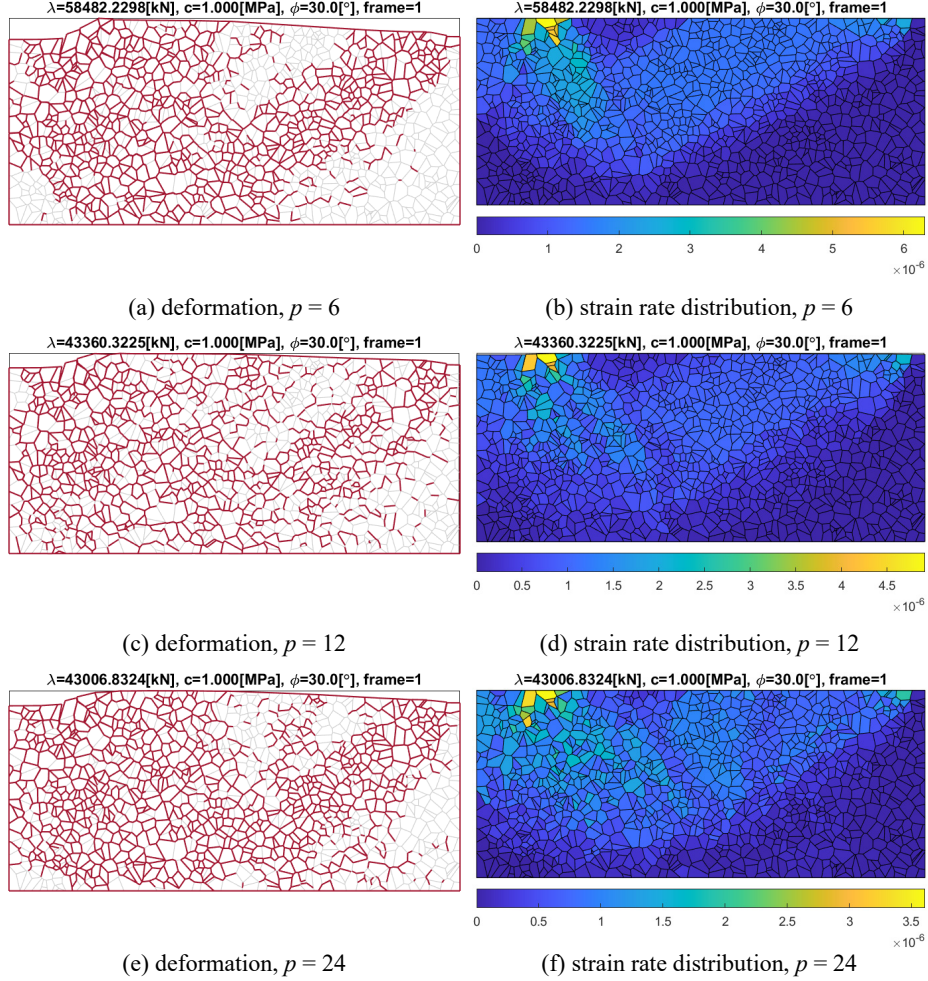 λ=58482.2298[kN], c=1.000[MPa], ϕ=30.0[°], frame=1
λ=58482.2298[kN], c=1.000[MPa], ϕ=30.0[°], frame=1
0 1 2 3 4 5 6
×10⁻⁶
(a) deformation, p = 6
(b) strain rate distribution, p = 6
λ=43360.3225[kN], c=1.000[MPa], ϕ=30.0[°], frame=1
λ=43360.3225[kN], c=1.000[MPa], ϕ=30.0[°], frame=1
0 0.5 1 1.5 2 2.5 3 3.5 4 4.5
×10⁻⁶
(c) deformation, p = 12
(d) strain rate distribution, p = 12
λ=43006.8324[kN], c=1.000[MPa], ϕ=30.0[°], frame=1
λ=43006.8324[kN], c=1.000[MPa], ϕ=30.0[°], frame=1
0 0.5 1 1.5 2 2.5 3 3.5
×10⁻⁶
(e) deformation, p = 24
(f) strain rate distribution, p = 24